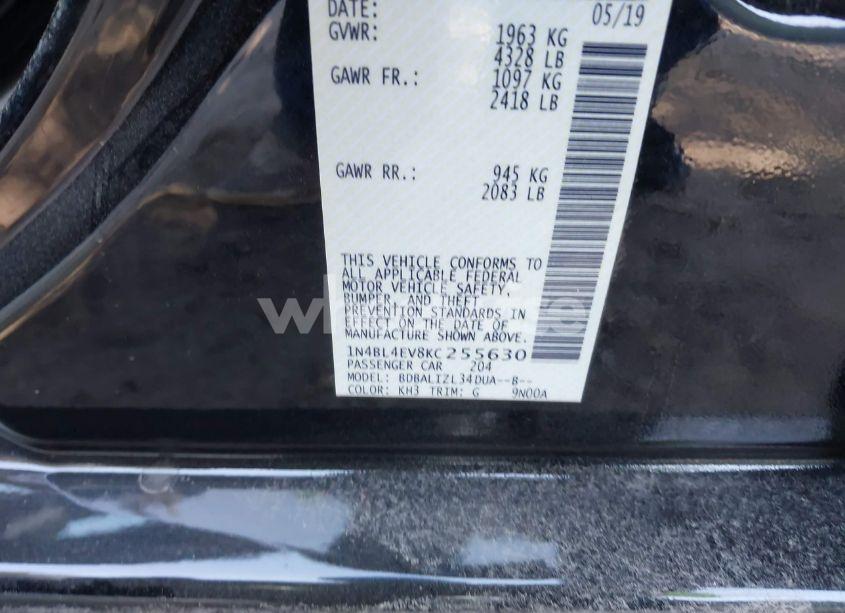 DATE: 05/19
GVWR: 1963 KG
4328 LB
GAWR FR.: 1097 KG
2418 LB
GAWR RR.: 945 KG
2083 LB
THIS VEHICLE CONFORMS TO
ALL APPLICABLE FEDERAL
MOTOR VEHICLE SAFETY,
BUMPER, AND THEFT
PREVENTION STANDARDS IN
EFFECT ON THE DATE OF
MANUFACTURE SHOWN ABOVE.
1N4BL4EV8KC255630
PASSENGER CAR 204
MODEL: BDBALIZL34DUA--B--
COLOR: KH3 TRIM: G 9N00A